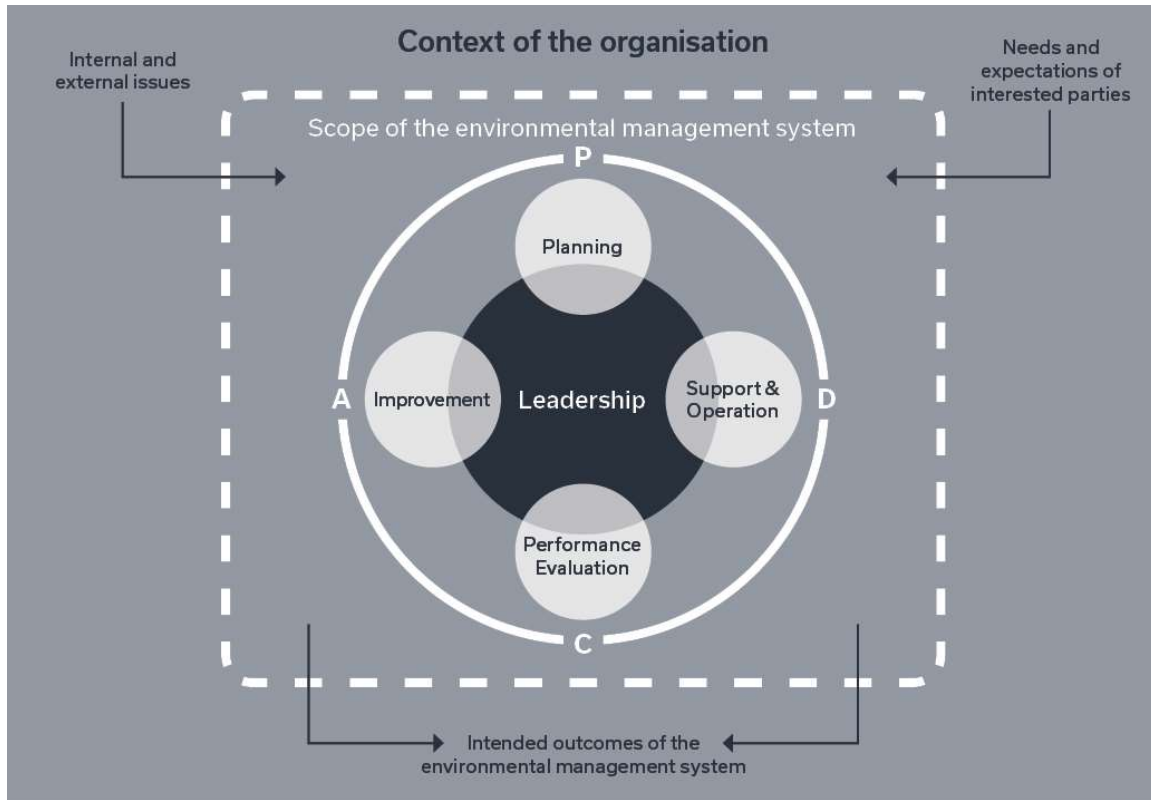 Context of the organisation
Internal and
external issues
Needs and
expectations of
interested parties
Scope of the environmental management system
P
Planning
A
Improvement
Leadership
Support &
Operation
D
Performance
Evaluation
C
Intended outcomes of the
environmental management system